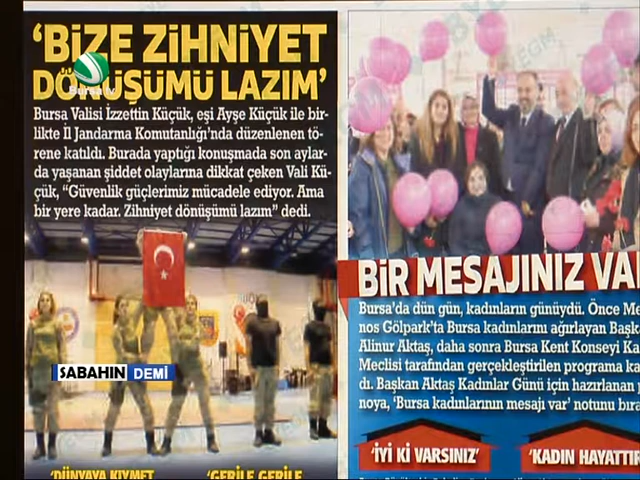 'BİZE ZİHNİYET
DÖNÜŞÜMÜ LAZIM'
Bursa tv
Bursa Valisi İzzettin Küçük, eşi Ayşe Küçük ile bir-
likte İl Jandarma Komutanlığı'nda düzenlenen tö-
rene katıldı. Burada yaptığı konuşmada son aylar-
da yaşanan şiddet olaylarına dikkat çeken Vali Kü-
çük, “Güvenlik güçlerimiz mücadele ediyor. Ama
bir yere kadar. Zihniyet dönüşümü lazım” dedi.
SABAHIN DEMİ
'DÜNYAYA KIYMET
'GERİLE GERİLE
BİR MESAJINIZ VA
Bursa'da dün gün, kadınların günüydü. Önce Me
nos Gölpark'ta Bursa kadınlarını ağırlayan Başka
Alinur Aktaş, daha sonra Bursa Kent Konseyi Ka
Meclisi tarafından gerçekleştirilen programa ka
dı. Başkan Aktaş Kadınlar Günü için hazırlanan
noya, 'Bursa kadınlarının mesajı var' notunu bıra
'İYİ Kİ VARSINIZ'
'KADIN HAYATTIR